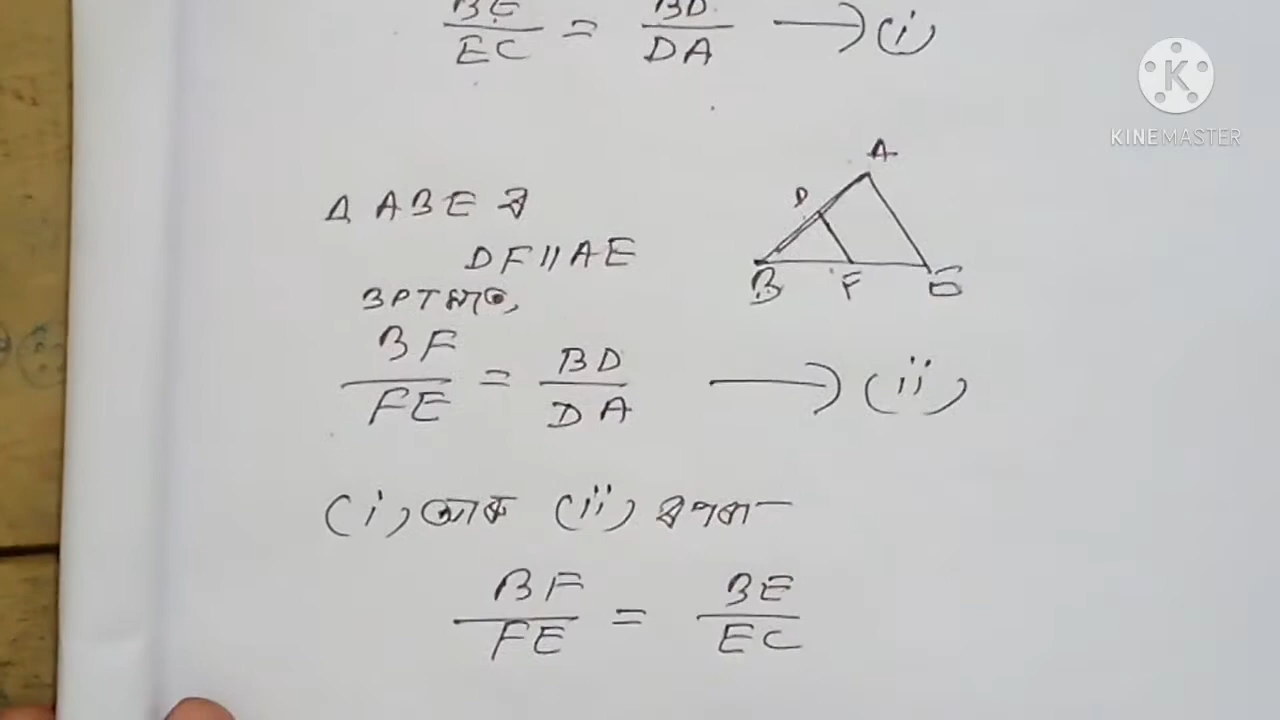 BE/EC = BD/DA → (i)
KINEMASTER
A
Δ ABE ৰ
D
DF॥AE
B F E
BPT মতে,
BF/FE = BD/DA → (ii)
(i) আৰু (ii) ৰ পৰা—
BF/FE = BE/EC